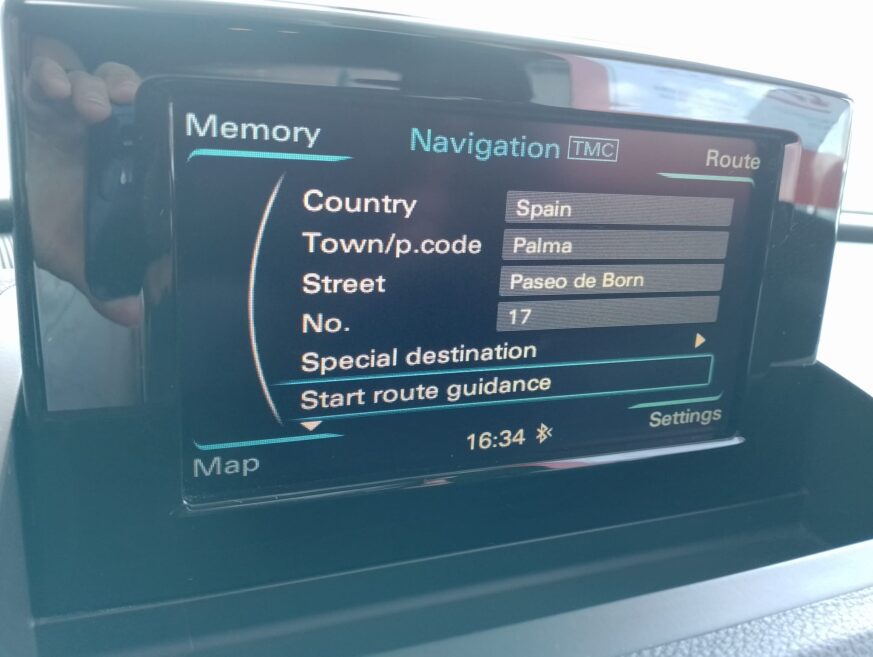 Memory
Navigation TMC
Route
Country Spain
Town/p.code Palma
Street Paseo de Born
No. 17
Special destination
Start route guidance
Settings
16:34
Map